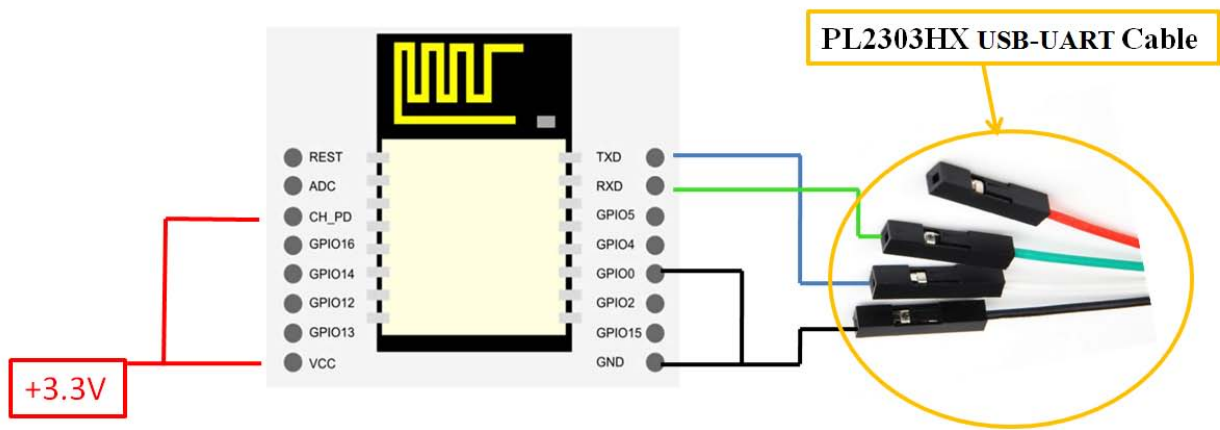 PL2303HX USB-UART Cable
REST
ADC
CH_PD
GPIO16
GPIO14
GPIO12
GPIO13
VCC
TXD
RXD
GPIO5
GPIO4
GPIO0
GPIO2
GPIO15
GND
+3.3V